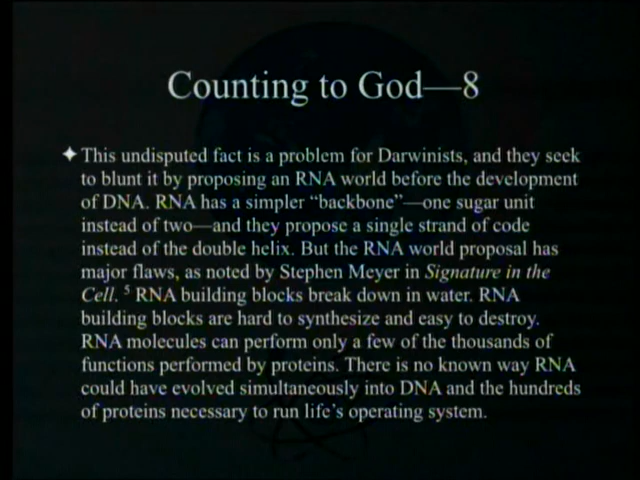 Counting to God—8
✦This undisputed fact is a problem for Darwinists, and they seek
to blunt it by proposing an RNA world before the development
of DNA. RNA has a simpler “backbone”—one sugar unit
instead of two—and they propose a single strand of code
instead of the double helix. But the RNA world proposal has
major flaws, as noted by Stephen Meyer in Signature in the
Cell. 5 RNA building blocks break down in water. RNA
building blocks are hard to synthesize and easy to destroy.
RNA molecules can perform only a few of the thousands of
functions performed by proteins. There is no known way RNA
could have evolved simultaneously into DNA and the hundreds
of proteins necessary to run life’s operating system.